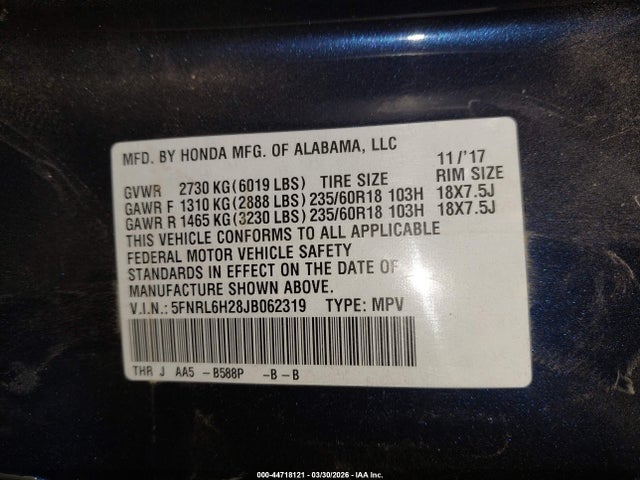 MFD. BY HONDA MFG. OF ALABAMA, LLC 11/'17
GVWR 2730 KG(6019 LBS) TIRE SIZE RIM SIZE
GAWR F 1310 KG(2888 LBS) 235/60R18 103H 18X7.5J
GAWR R 1465 KG(3230 LBS) 235/60R18 103H 18X7.5J
THIS VEHICLE CONFORMS TO ALL APPLICABLE
FEDERAL MOTOR VEHICLE SAFETY
STANDARDS IN EFFECT ON THE DATE OF
MANUFACTURE SHOWN ABOVE.
V.I.N.: 5FNRL6H28JB062319 TYPE: MPV
THR J AA5 -B588P -B-B
000-44718121 - 03/30/2026 - IAA Inc.